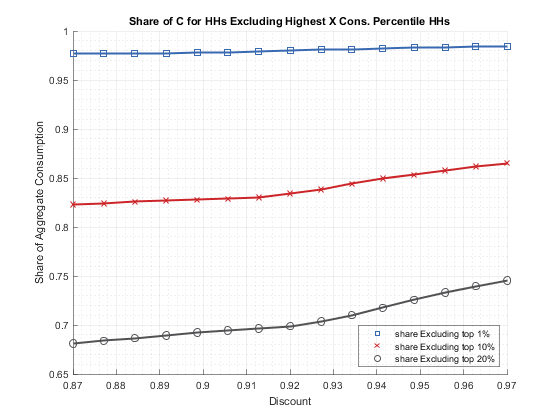 Share of C for HHs Excluding Highest X Cons. Percentile HHs
1
0.95
0.9
0.85
0.8
0.75
0.7
0.65
Share of Aggregate Consumption
share Excluding top 1%
share Excluding top 10%
share Excluding top 20%
0.87 0.88 0.89 0.9 0.91 0.92 0.93 0.94 0.95 0.96 0.97
Discount